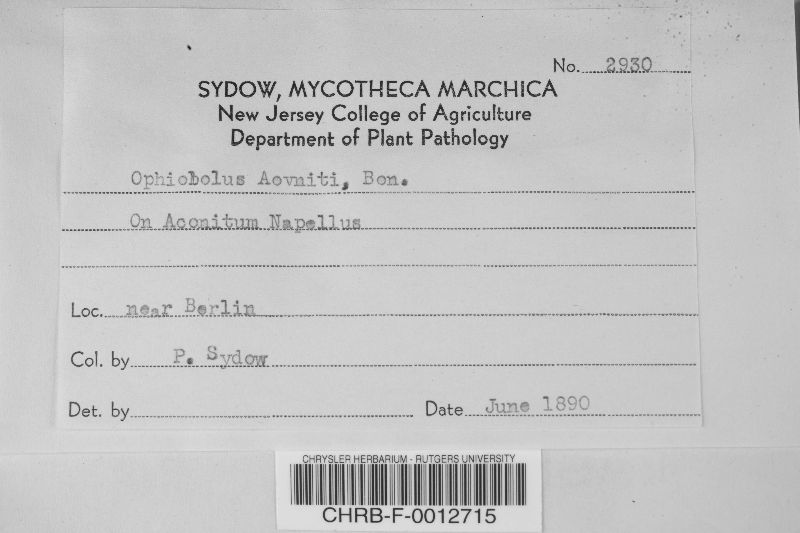 No. 2930
SYDOW, MYCOTHECA MARCHICA
New Jersey College of Agriculture
Department of Plant Pathology
Ophiobolus Aovniti, Bon.
On Aconitum Napellus
Loc. near Berlin
Col. by P. Sydow
Det. by
Date June 1890
CHRYSLER HERBARIUM - RUTGERS UNIVERSITY
CHRB-F-0012715